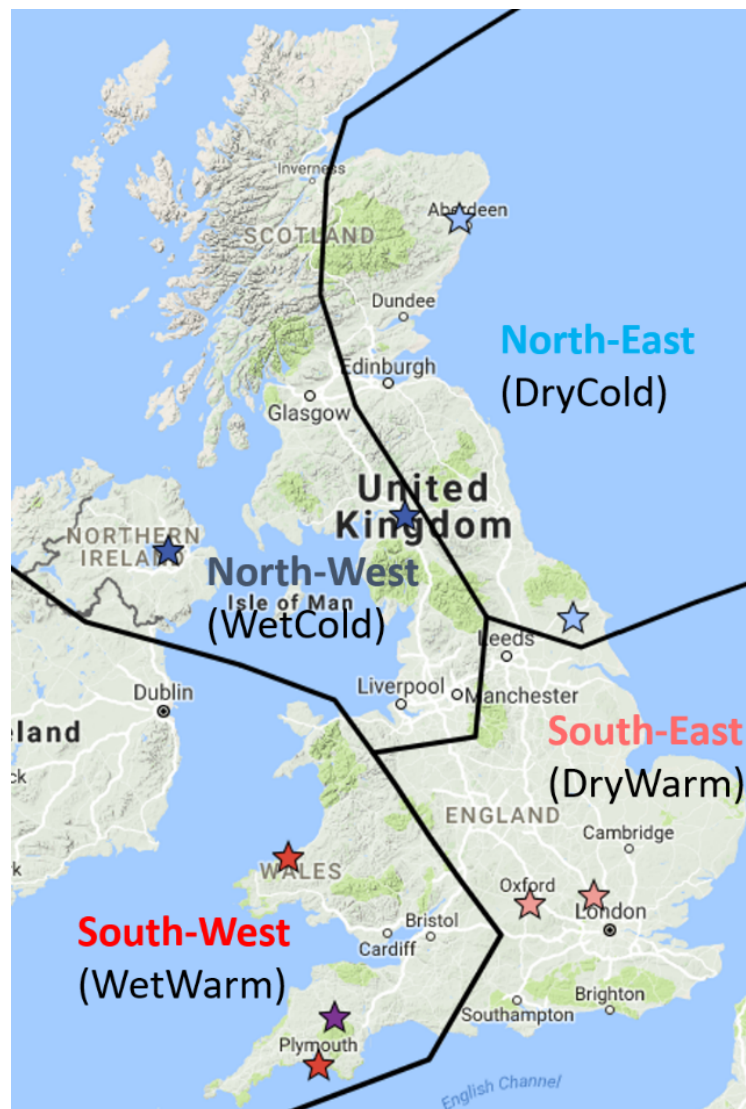 Inverness
Aberdeen
SCOTLAND
Dundee
North-East
(DryCold)
Edinburgh
Glasgow
United
Kingdom
NORTHERN
IRELAND
North-West
Isle of Man
(WetCold)
Leeds
Dublin
Liverpool
Manchester
eland
South-East
(DryWarm)
ck
ENGLAND
Cambridge
WALES
rk
Oxford
London
South-West
Bristol
Cardiff
(WetWarm)
Brighton
Southampton
Plymouth
English Channel